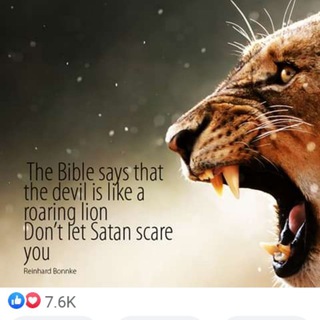 The Bible says that
the devil is like a
roaring lion
Don't let Satan scare
you
Reinhard Bonnke
7.6K